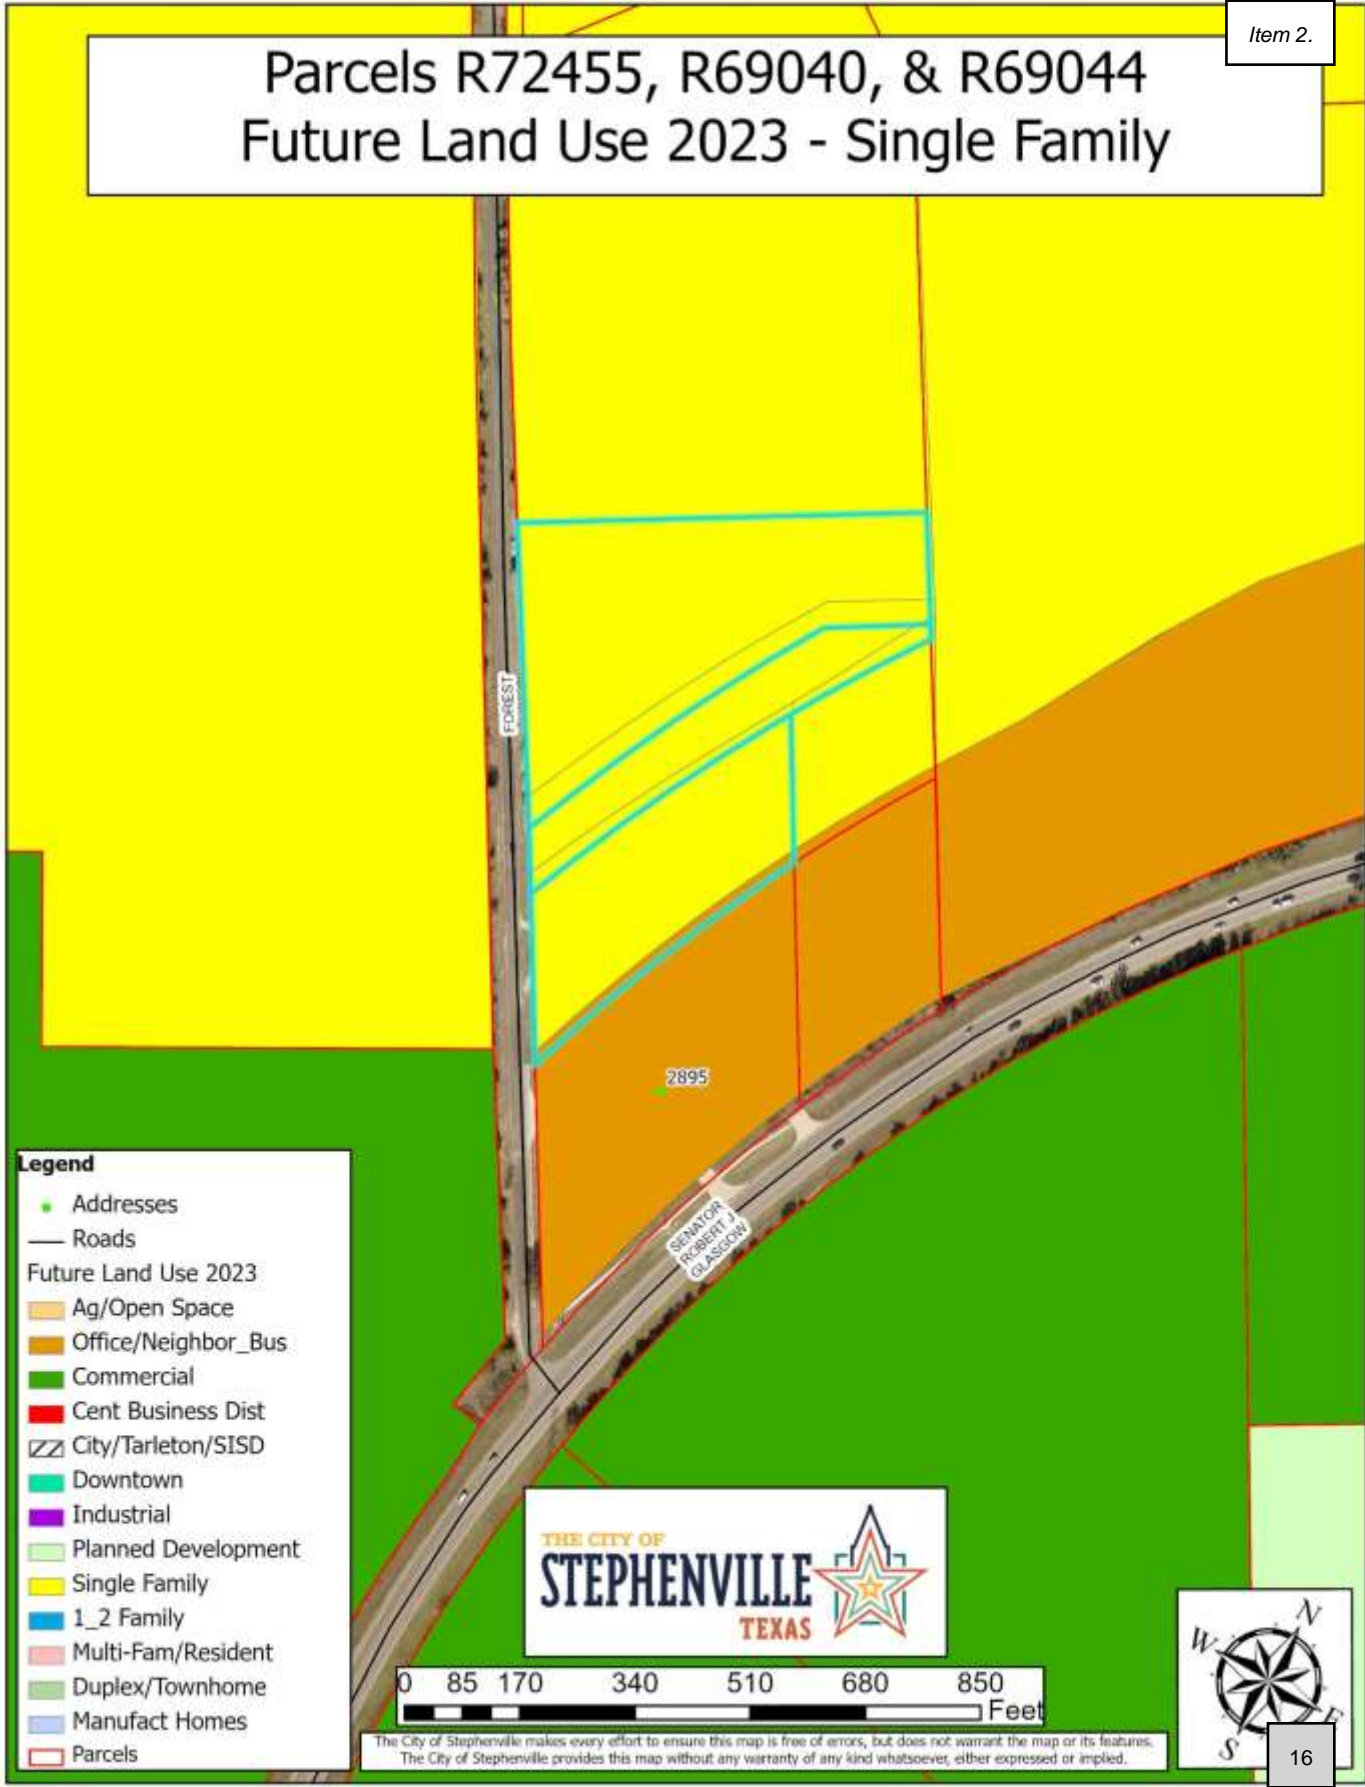 Item 2.
Parcels R72455, R69040, & R69044
Future Land Use 2023 - Single Family
FOREST
2895
SENATOR
ROBERT J
GLASGOW
Legend
Addresses
Roads
Future Land Use 2023
Ag/Open Space
Office/Neighbor_Bus
Commercial
Cent Business Dist
City/Tarleton/SISD
Downtown
Industrial
Planned Development
Single Family
1_2 Family
Multi-Fam/Resident
Duplex/Townhome
Manufact Homes
Parcels
THE CITY OF
STEPHENVILLE
TEXAS
0 85 170 340 510 680 850
Feet
The City of Stephenville makes every effort to ensure this map is free of errors, but does not warrant the map or its features.
The City of Stephenville provides this map without any warranty of any kind whatsoever, either expressed or implied.
N
W
E
S
16